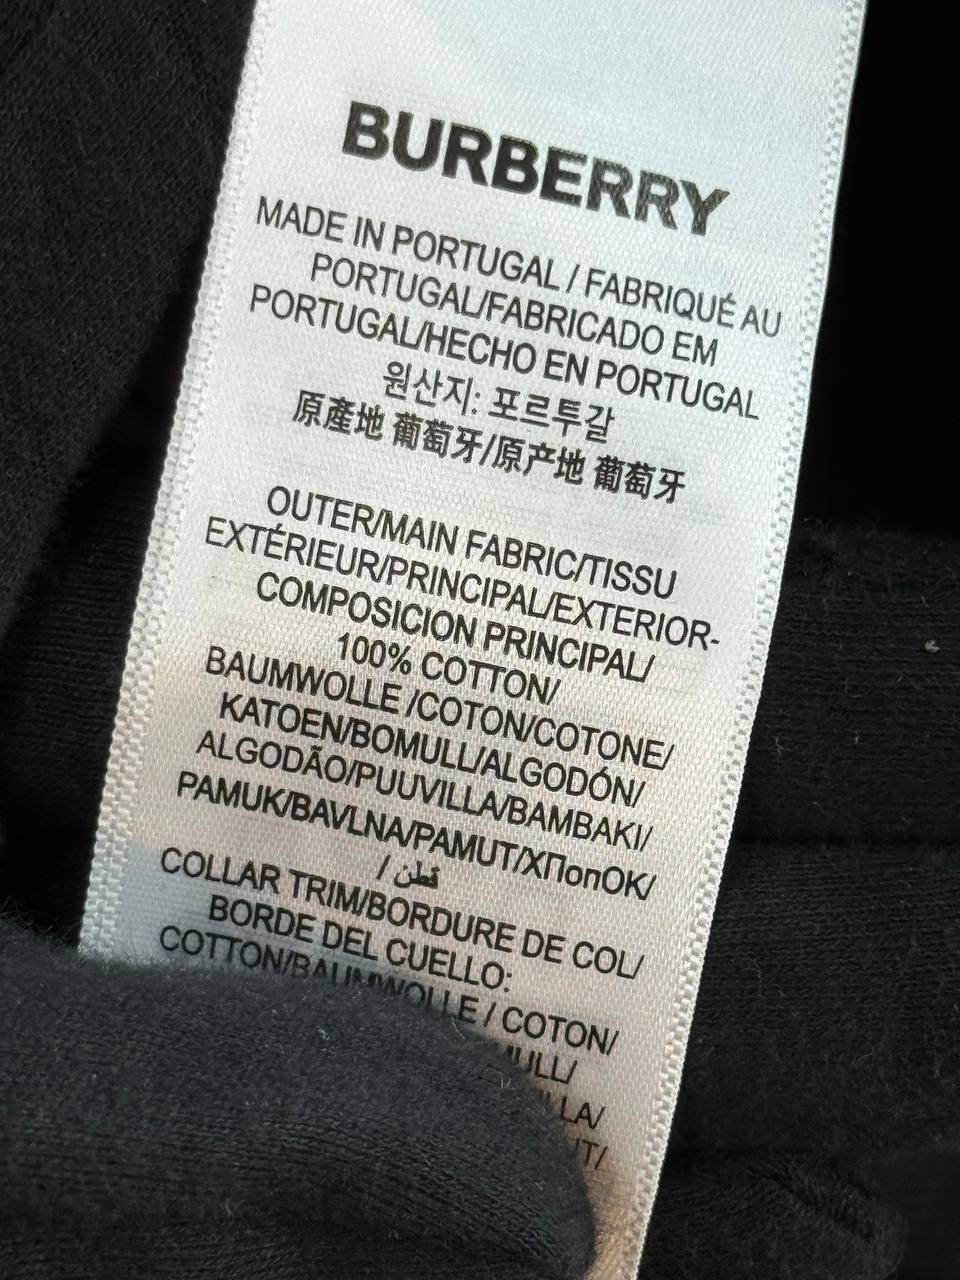 BURBERRY
MADE IN PORTUGAL / FABRIQUÉ AU
PORTUGAL/FABRICADO EM
PORTUGAL/HECHO EN PORTUGAL
원산지: 포르투갈
原產地 葡萄牙/原产地 葡萄牙
OUTER/MAIN FABRIC/TISSU
EXTÉRIEUR/PRINCIPAL/EXTERIOR-
COMPOSICION PRINCIPAL/
100% COTTON/
BAUMWOLLE /COTON/COTONE/
KATOEN/BOMULL/ALGODÓN/
ALGODÃO/PUUVILLA/BAMBAKI/
PAMUK/BAVLNA/PAMUT/ХПопОК/
/ قطن
COLLAR TRIM/BORDURE DE COL/
BORDE DEL CUELLO:
COTTON/BAUMWOLLE / COTON/